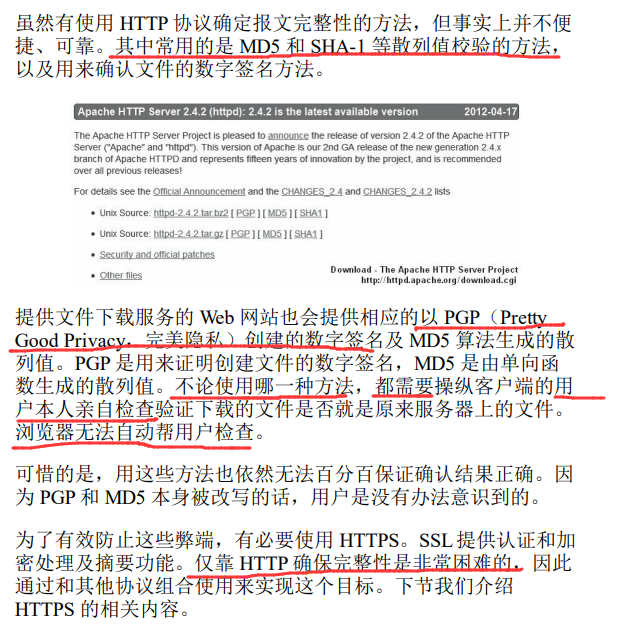 虽然有使用 HTTP 协议确定报文完整性的方法，但事实上并不便
捷、可靠。其中常用的是 MD5 和 SHA-1 等散列值校验的方法，
以及用来确认文件的数字签名方法。
Apache HTTP Server 2.4.2 (httpd): 2.4.2 is the latest available version 2012-04-17
The Apache HTTP Server Project is pleased to announce the release of version 2.4.2 of the Apache HTTP
Server ("Apache" and "httpd"). This version of Apache is our 2nd GA release of the new generation 2.4.x
branch of Apache HTTPD and represents fifteen years of innovation by the project, and is recommended
over all previous releases!
For details see the Official Announcement and the CHANGES_2.4 and CHANGES_2.4.2 lists
• Unix Source: httpd-2.4.2.tar.bz2 [ PGP ] [ MD5 ] [ SHA1 ]
• Unix Source: httpd-2.4.2.tar.gz [ PGP ] [ MD5 ] [ SHA1 ]
• Security and official patches
• Other files
Download - The Apache HTTP Server Project
http://httpd.apache.org/download.cgi
提供文件下载服务的 Web 网站也会提供相应的以 PGP（Pretty
Good Privacy，完美隐私）创建的数字签名及 MD5 算法生成的散
列值。PGP 是用来证明创建文件的数字签名，MD5 是由单向函
数生成的散列值。不论使用哪一种方法，都需要操纵客户端的用
户本人亲自检查验证下载的文件是否就是原来服务器上的文件。
浏览器无法自动帮用户检查。
可惜的是，用这些方法也依然无法百分百保证确认结果正确。因
为 PGP 和 MD5 本身被改写的话，用户是没有办法意识到的。
为了有效防止这些弊端，有必要使用 HTTPS。SSL 提供认证和加
密处理及摘要功能。仅靠 HTTP 确保完整性是非常困难的，因此
通过和其他协议组合使用来实现这个目标。下节我们介绍
HTTPS 的相关内容。